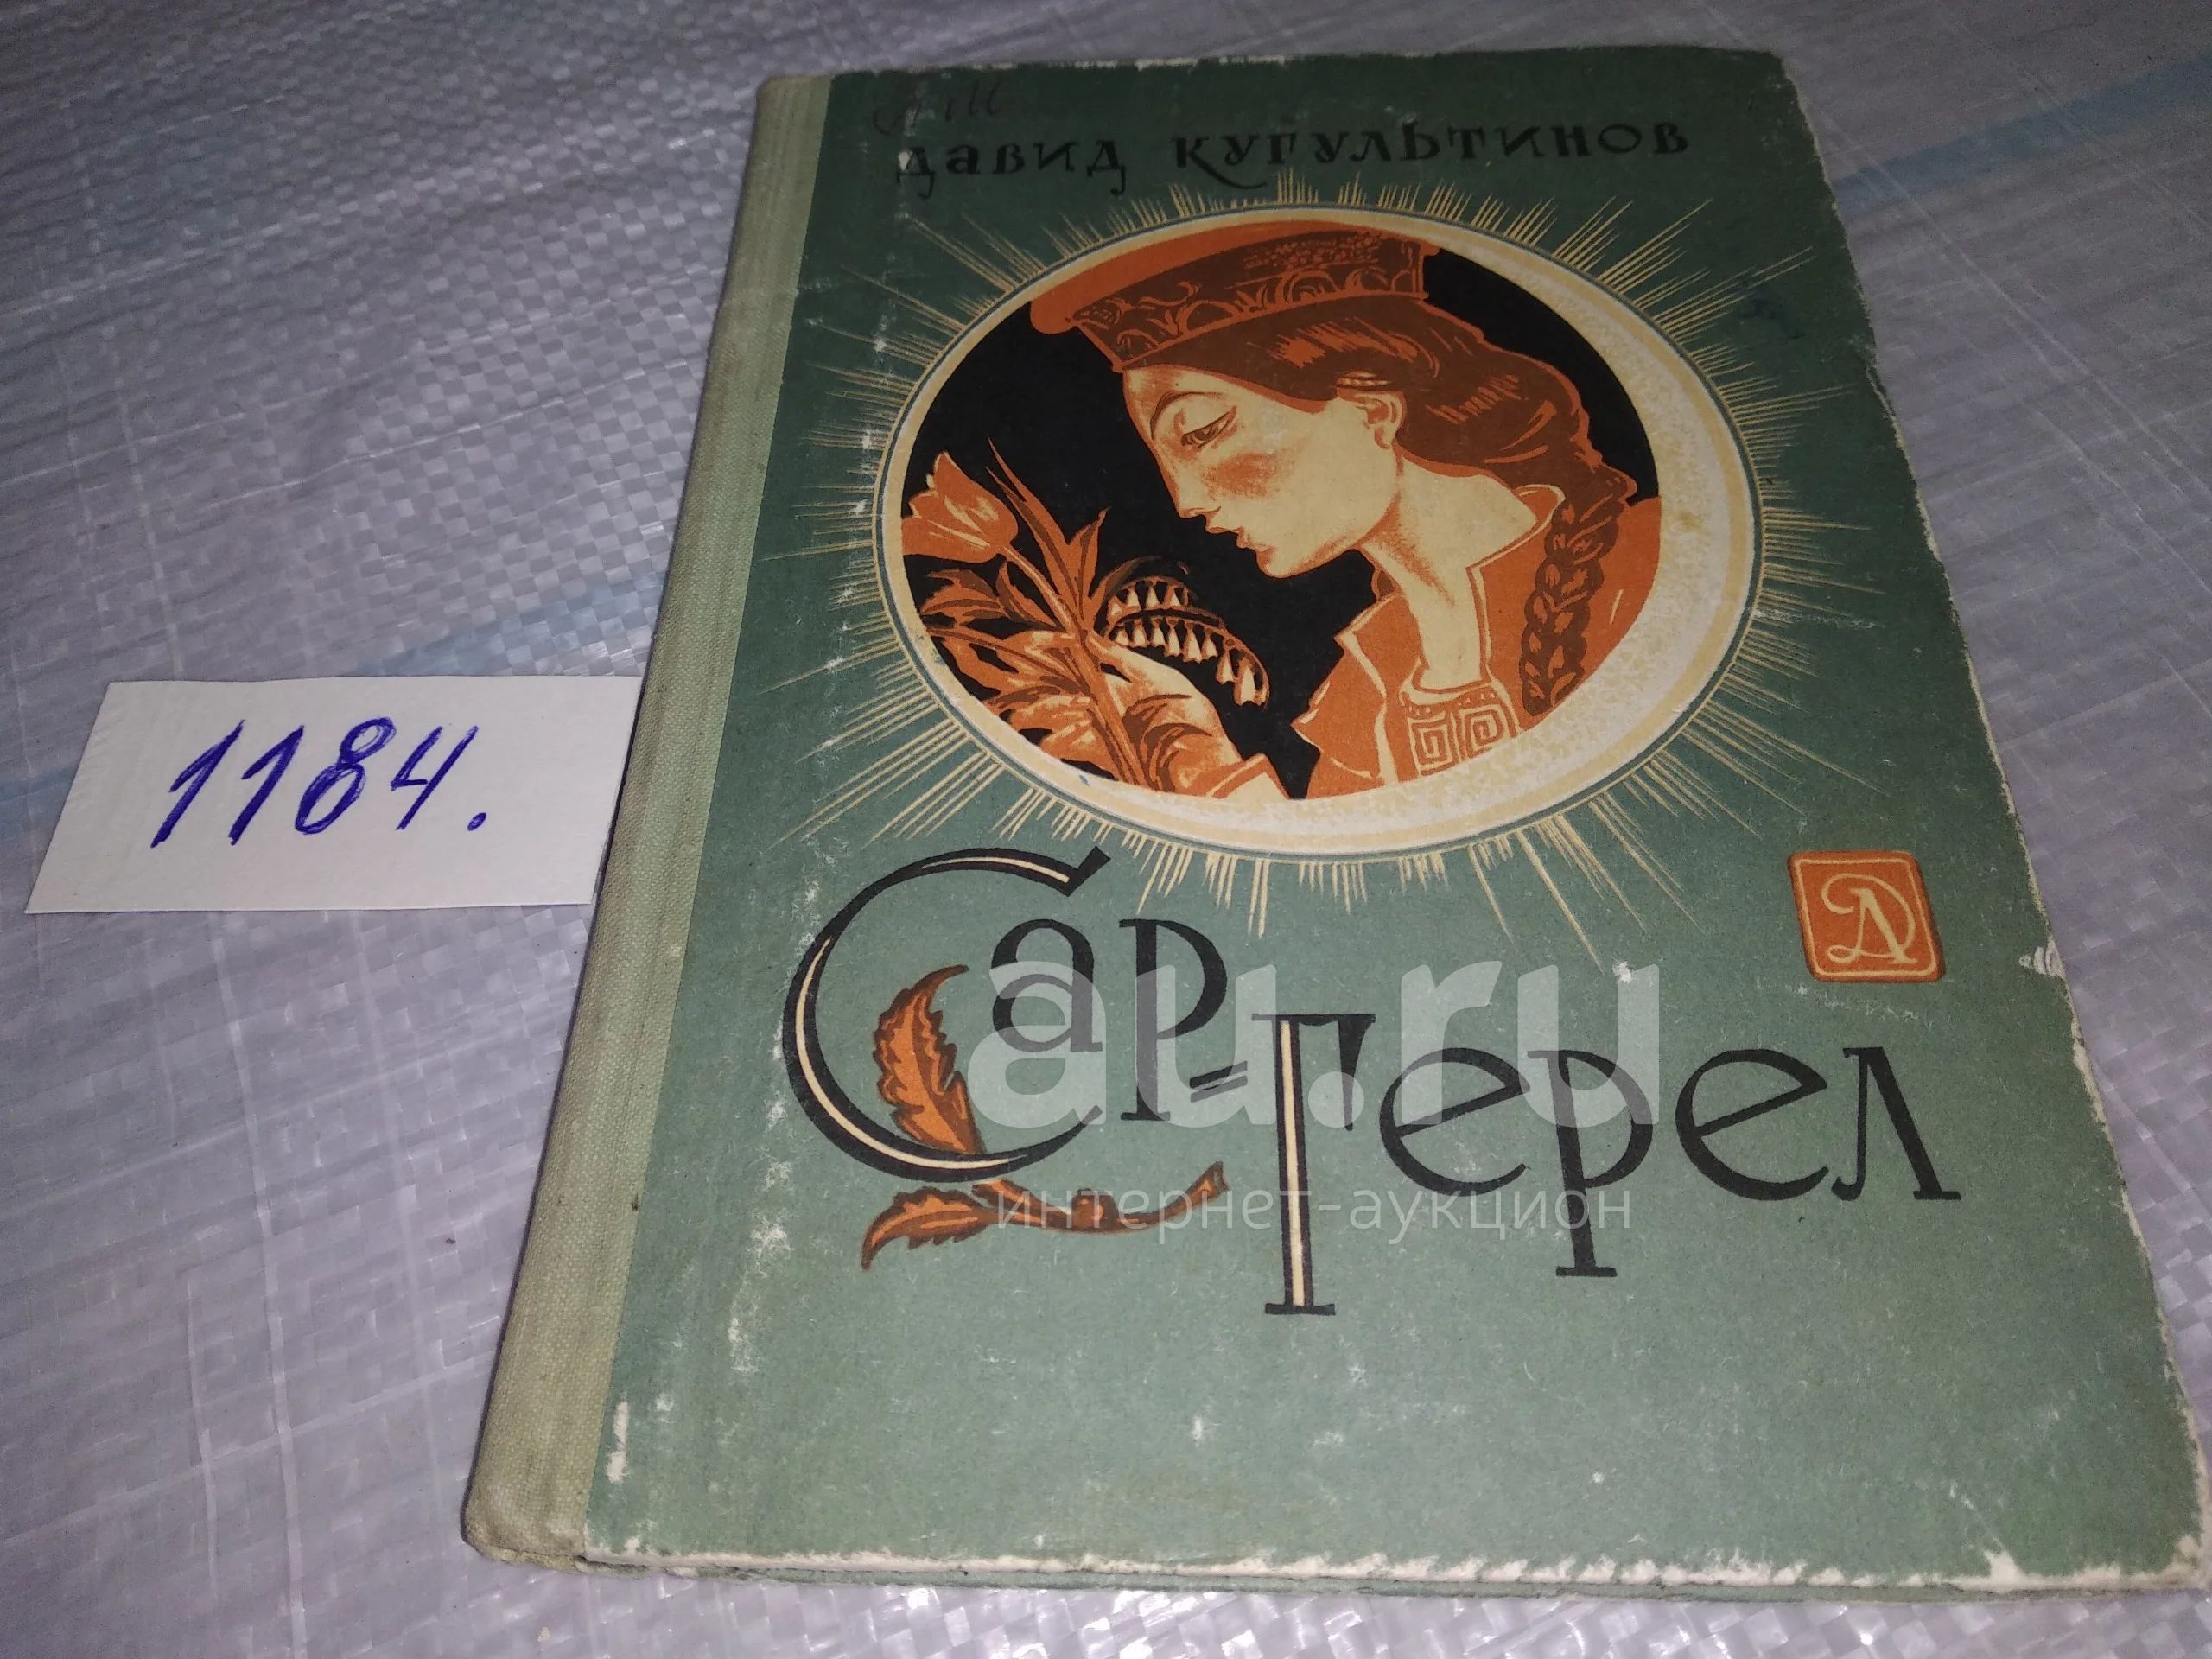 давид кугультинов
1184.
Д
Сар-
Герел
au.ru
интернет-аукцион